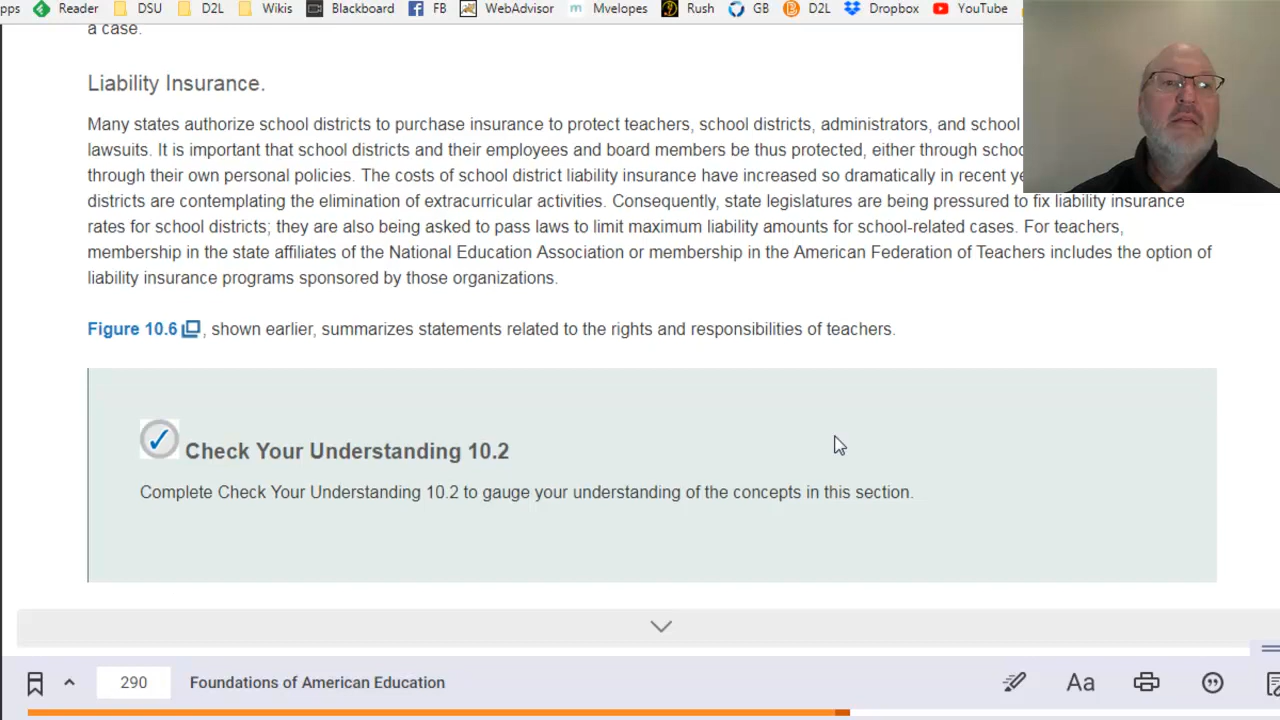 pps Reader DSU D2L Wikis Blackboard FB WebAdvisor Mvelopes Rush GB D2L Dropbox YouTube
a case.
Liability Insurance.
Many states authorize school districts to purchase insurance to protect teachers, school districts, administrators, and school
lawsuits. It is important that school districts and their employees and board members be thus protected, either through
through their own personal policies. The costs of school district liability insurance have increased so dramatically in recent
districts are contemplating the elimination of extracurricular activities. Consequently, state legislatures are being pressured to fix liability insurance
rates for school districts; they are also being asked to pass laws to limit maximum liability amounts for school-related cases. For teachers,
membership in the state affiliates of the National Education Association or membership in the American Federation of Teachers includes the option of
liability insurance programs sponsored by those organizations.
Figure 10.6, shown earlier, summarizes statements related to the rights and responsibilities of teachers.
Check Your Understanding 10.2
Complete Check Your Understanding 10.2 to gauge your understanding of the concepts in this section.
290 Foundations of American Education Aa